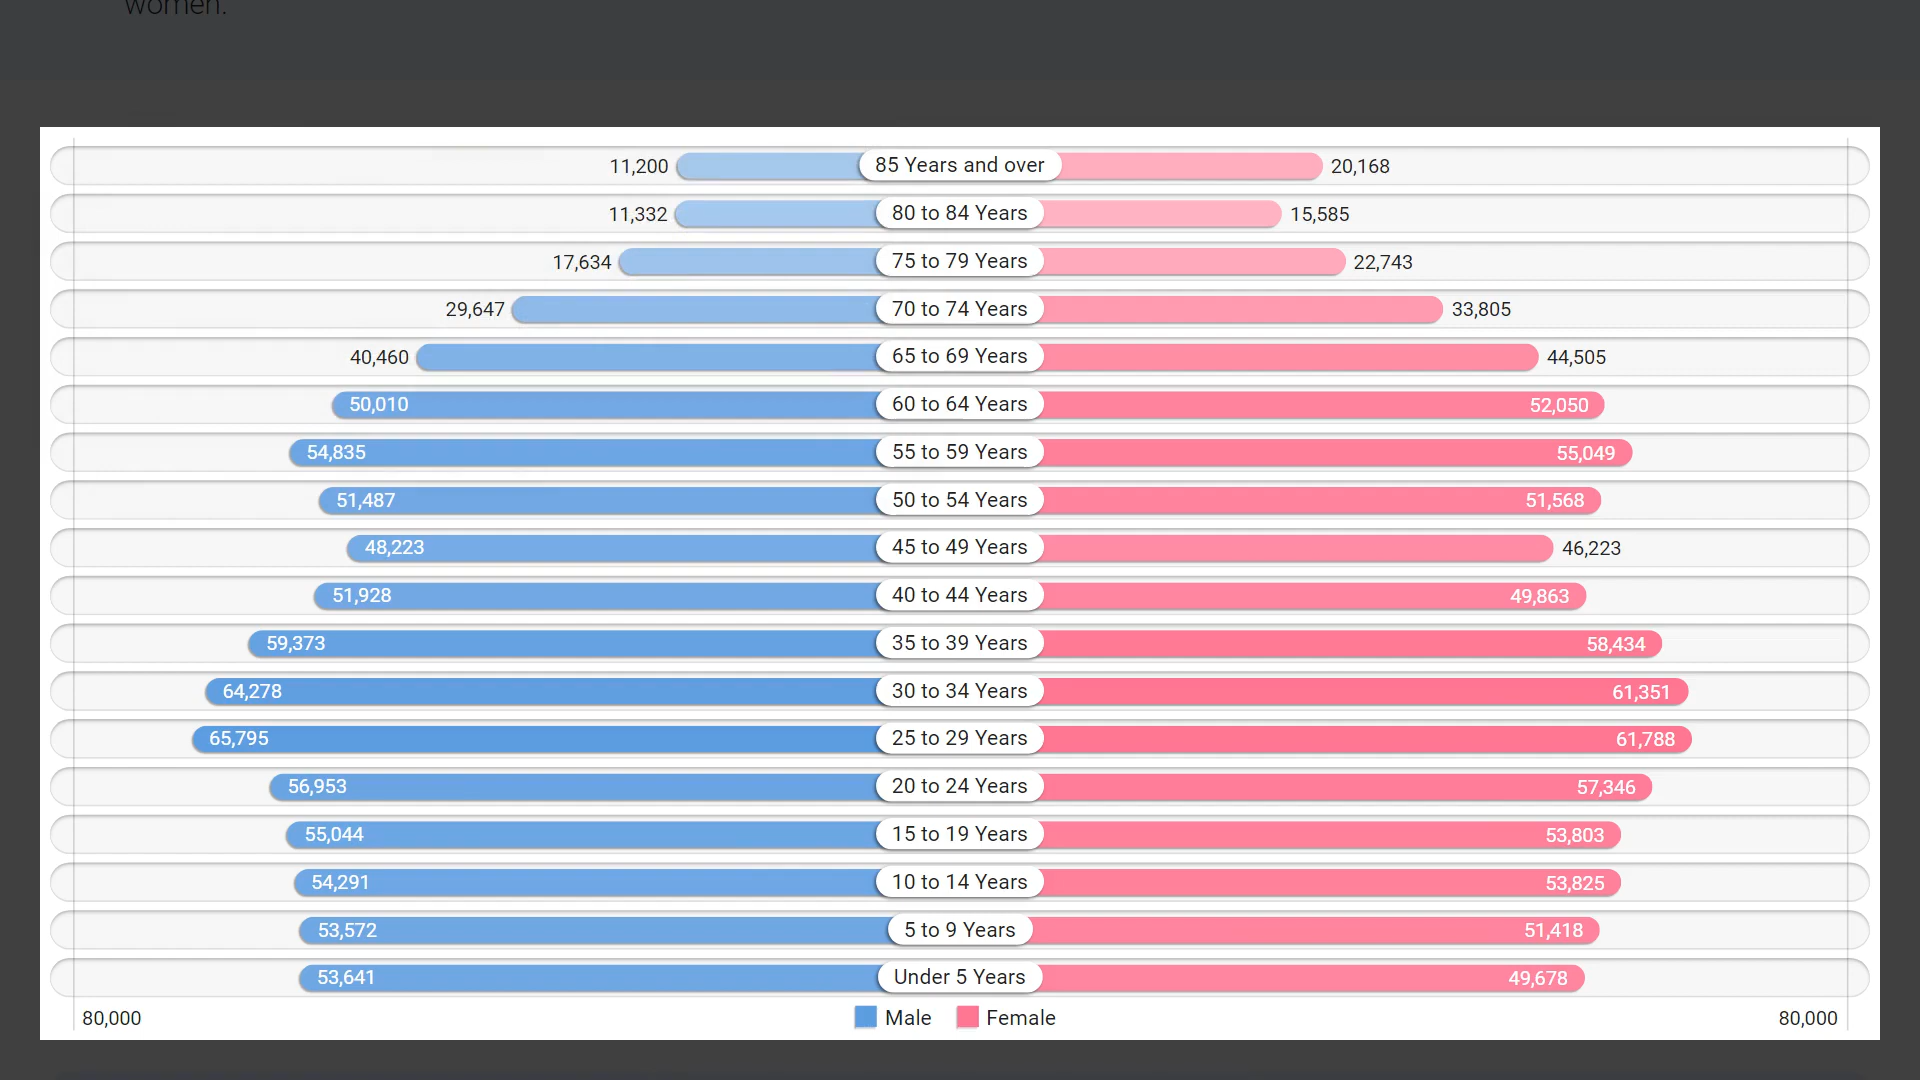 women.
11,200 85 Years and over 20,168
11,332 80 to 84 Years 15,585
17,634 75 to 79 Years 22,743
29,647 70 to 74 Years 33,805
40,460 65 to 69 Years 44,505
50,010 60 to 64 Years 52,050
54,835 55 to 59 Years 55,049
51,487 50 to 54 Years 51,568
48,223 45 to 49 Years 46,223
51,928 40 to 44 Years 49,863
59,373 35 to 39 Years 58,434
64,278 30 to 34 Years 61,351
65,795 25 to 29 Years 61,788
56,953 20 to 24 Years 57,346
55,044 15 to 19 Years 53,803
54,291 10 to 14 Years 53,825
53,572 5 to 9 Years 51,418
53,641 Under 5 Years 49,678
80,000 Male Female 80,000